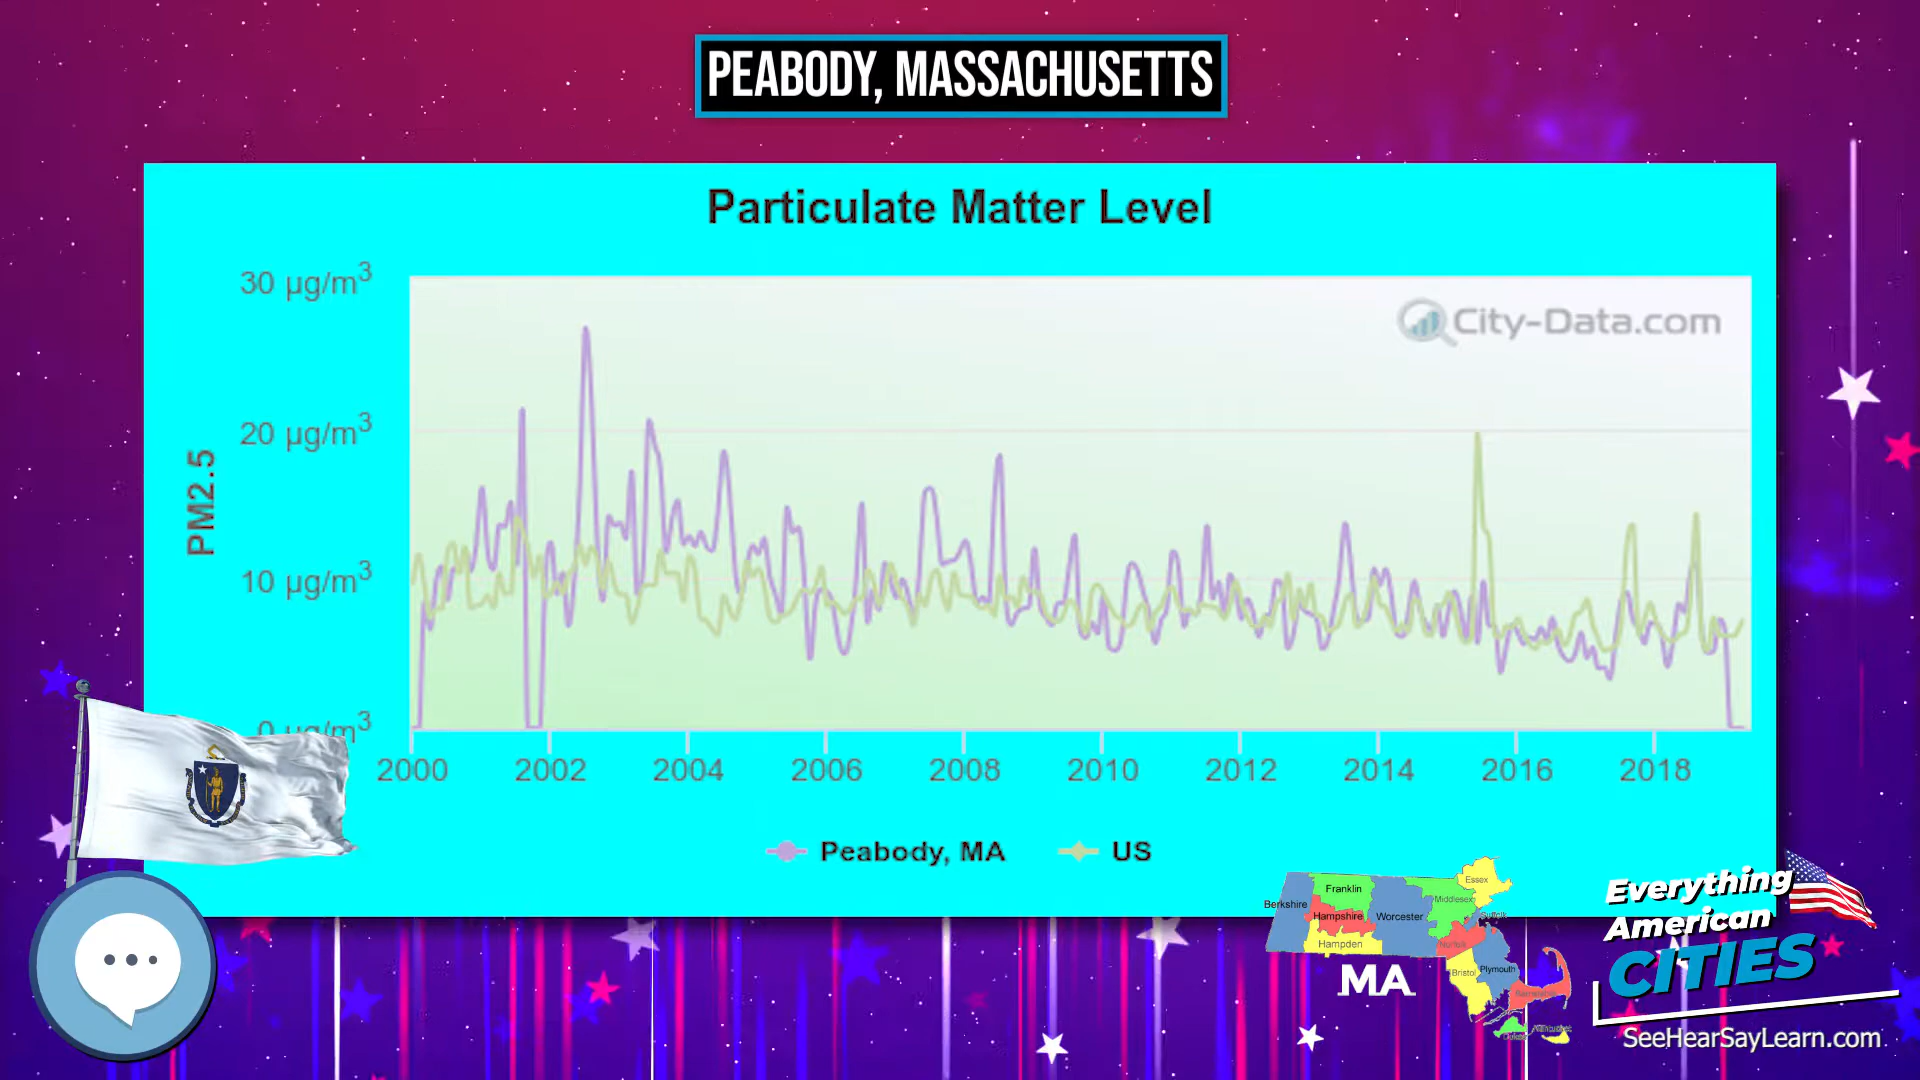 PEABODY, MASSACHUSETTS
Particulate Matter Level
30 µg/m³
City-Data.com
20 µg/m³
PM2.5
10 µg/m³
0 µg/m³
2000 2002 2004 2006 2008 2010 2012 2014 2016 2018
Peabody, MA US
Essex
Franklin
Middlesex
Berkshire
Hampshire Worcester
Suffolk
Hampden
Norfolk
Bristol Plymouth
MA
Everything
American
CITIES
SeeHearSayLearn.com